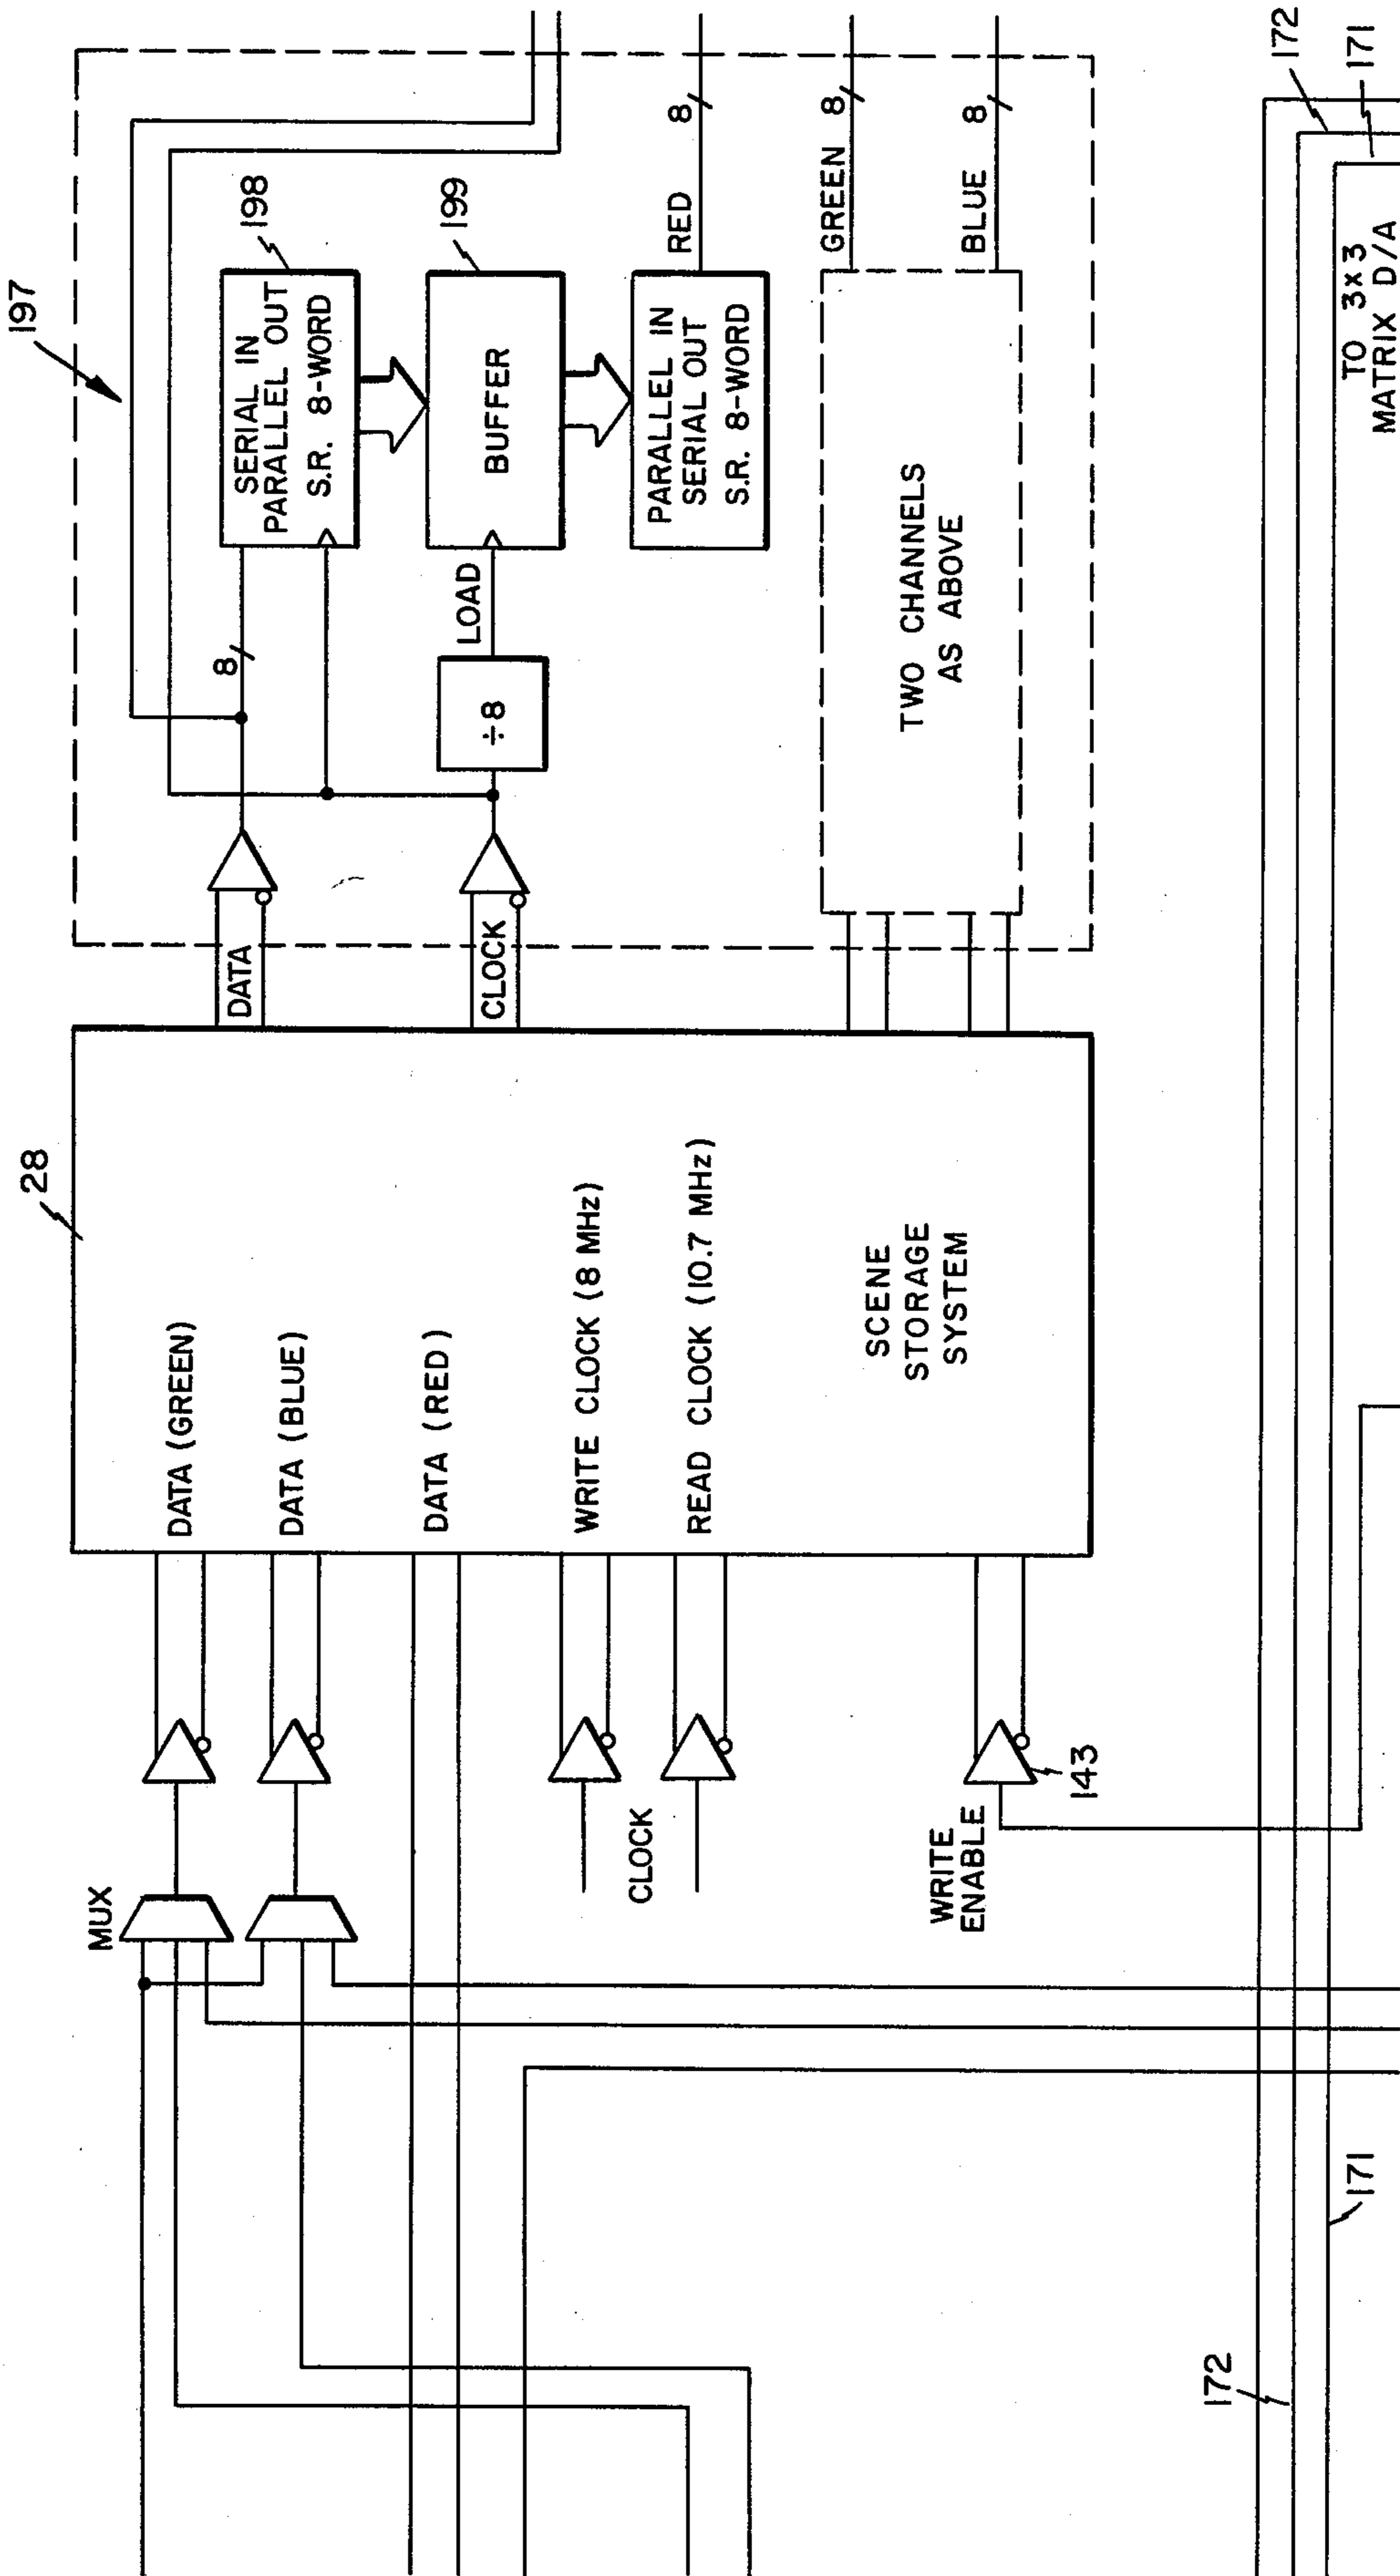 197
28
198
SERIAL IN
PARALLEL OUT
S.R. 8-WORD
8
DATA
199
BUFFER
LOAD
÷8
CLOCK
PARALLEL IN
SERIAL OUT
S.R. 8-WORD
RED
8
GREEN 8
BLUE 8
TWO CHANNELS
AS ABOVE
MUX
DATA (GREEN)
DATA (BLUE)
DATA (RED)
WRITE CLOCK (8 MHz)
READ CLOCK (10.7 MHz)
CLOCK
SCENE
STORAGE
SYSTEM
WRITE
ENABLE
143
172
171
TO 3x3
MATRIX D/A
172
171